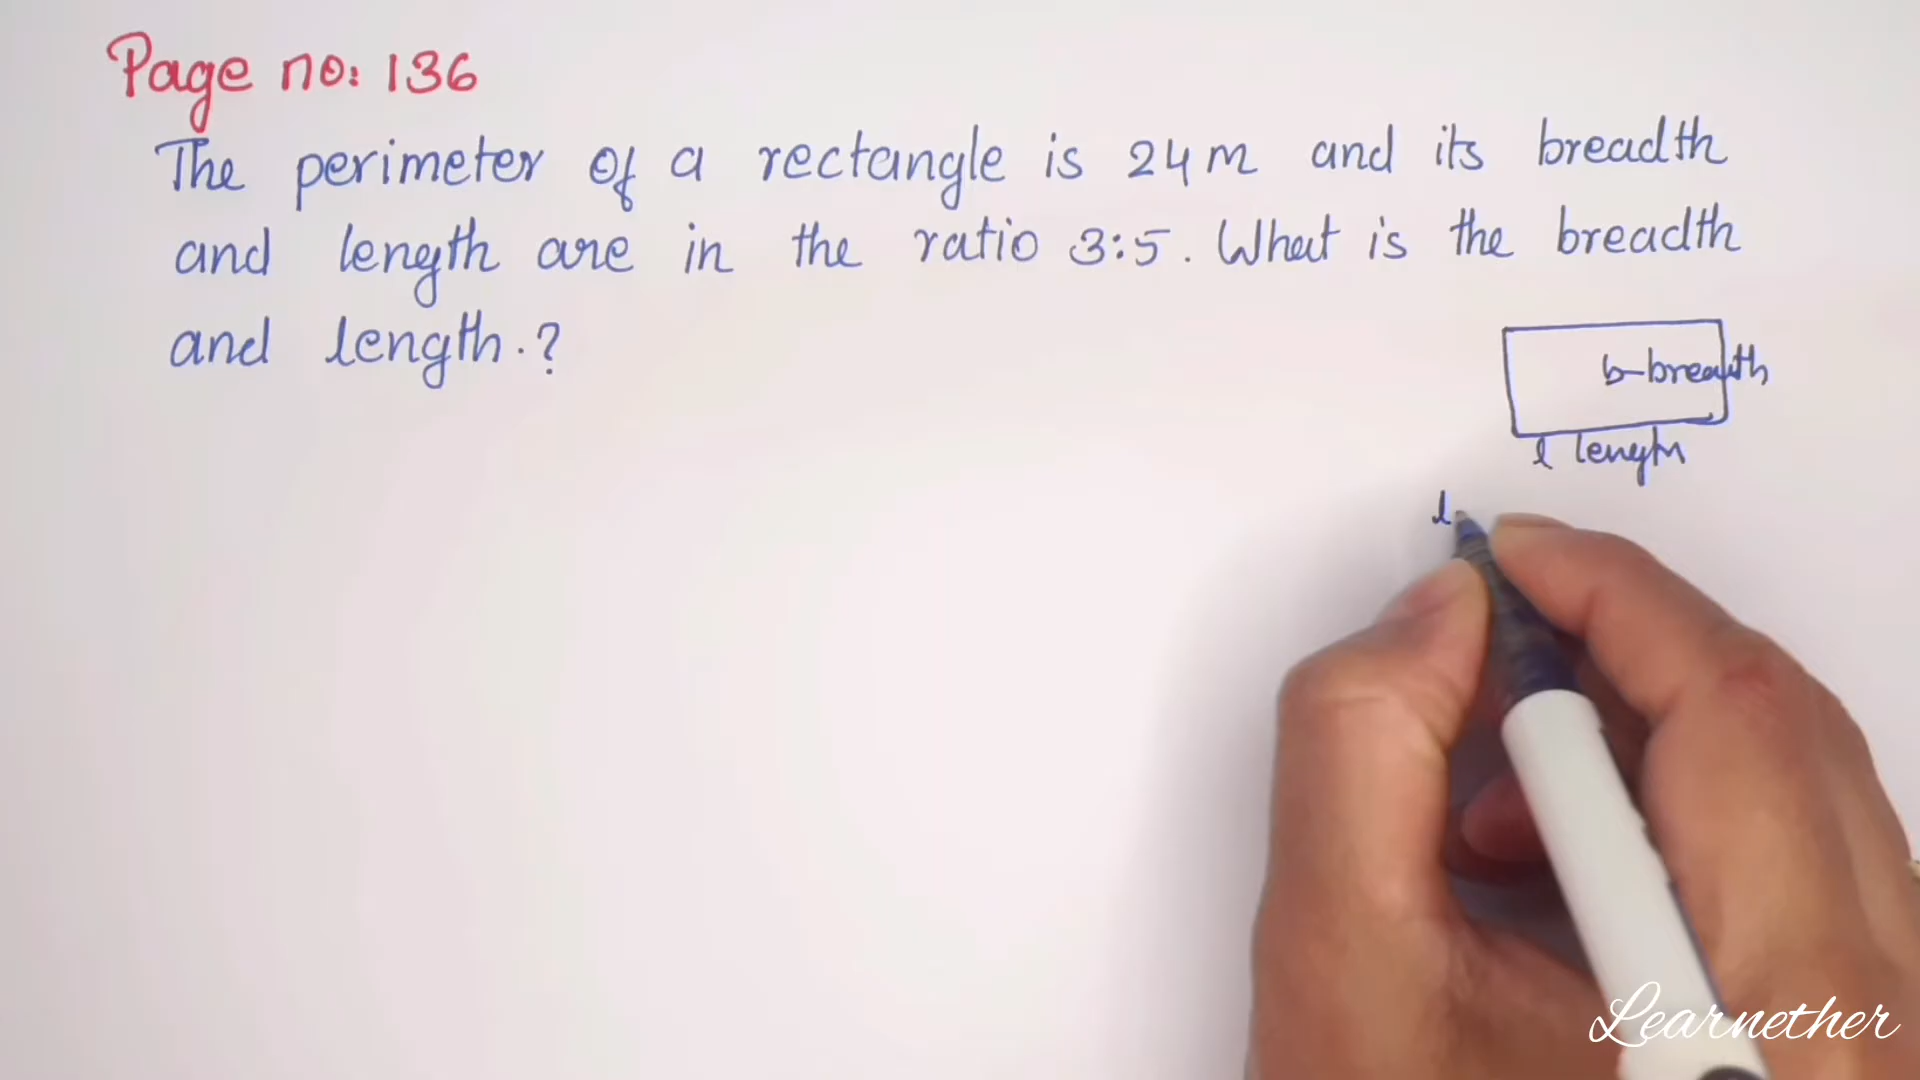 Page no: 136
The perimeter of a rectangle is 24m and its breadth
and length are in the ratio 3:5. What is the breadth
and length.?
b-breadth
l length
l
Learnether